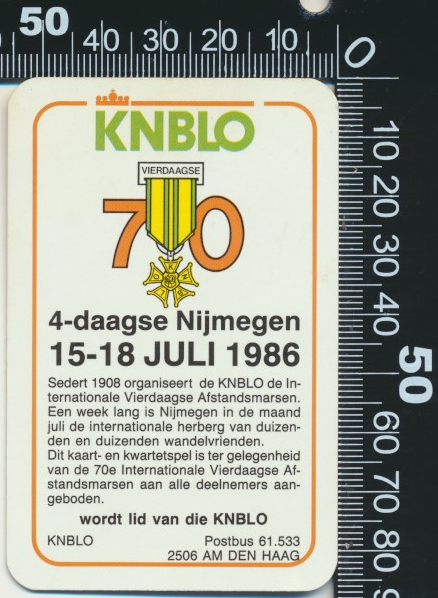 50 40 30 20 10 0
KNBLO
VIERDAAGSE
70
O K N B
4-daagse Nijmegen
15-18 JULI 1986
Sedert 1908 organiseert de KNBLO de In-
ternationale Vierdaagse Afstandsmarsen.
Een week lang is Nijmegen in de maand
juli de internationale herberg van duizen-
den en duizenden wandelvrienden.
Dit kaart- en kwartetspel is ter gelegenheid
van de 70e Internationale Vierdaagse Af-
standsmarsen aan alle deelnemers aan-
geboden.
wordt lid van die KNBLO
KNBLO Postbus 61.533
2506 AM DEN HAAG
10 20 30 40 50 60 70 80